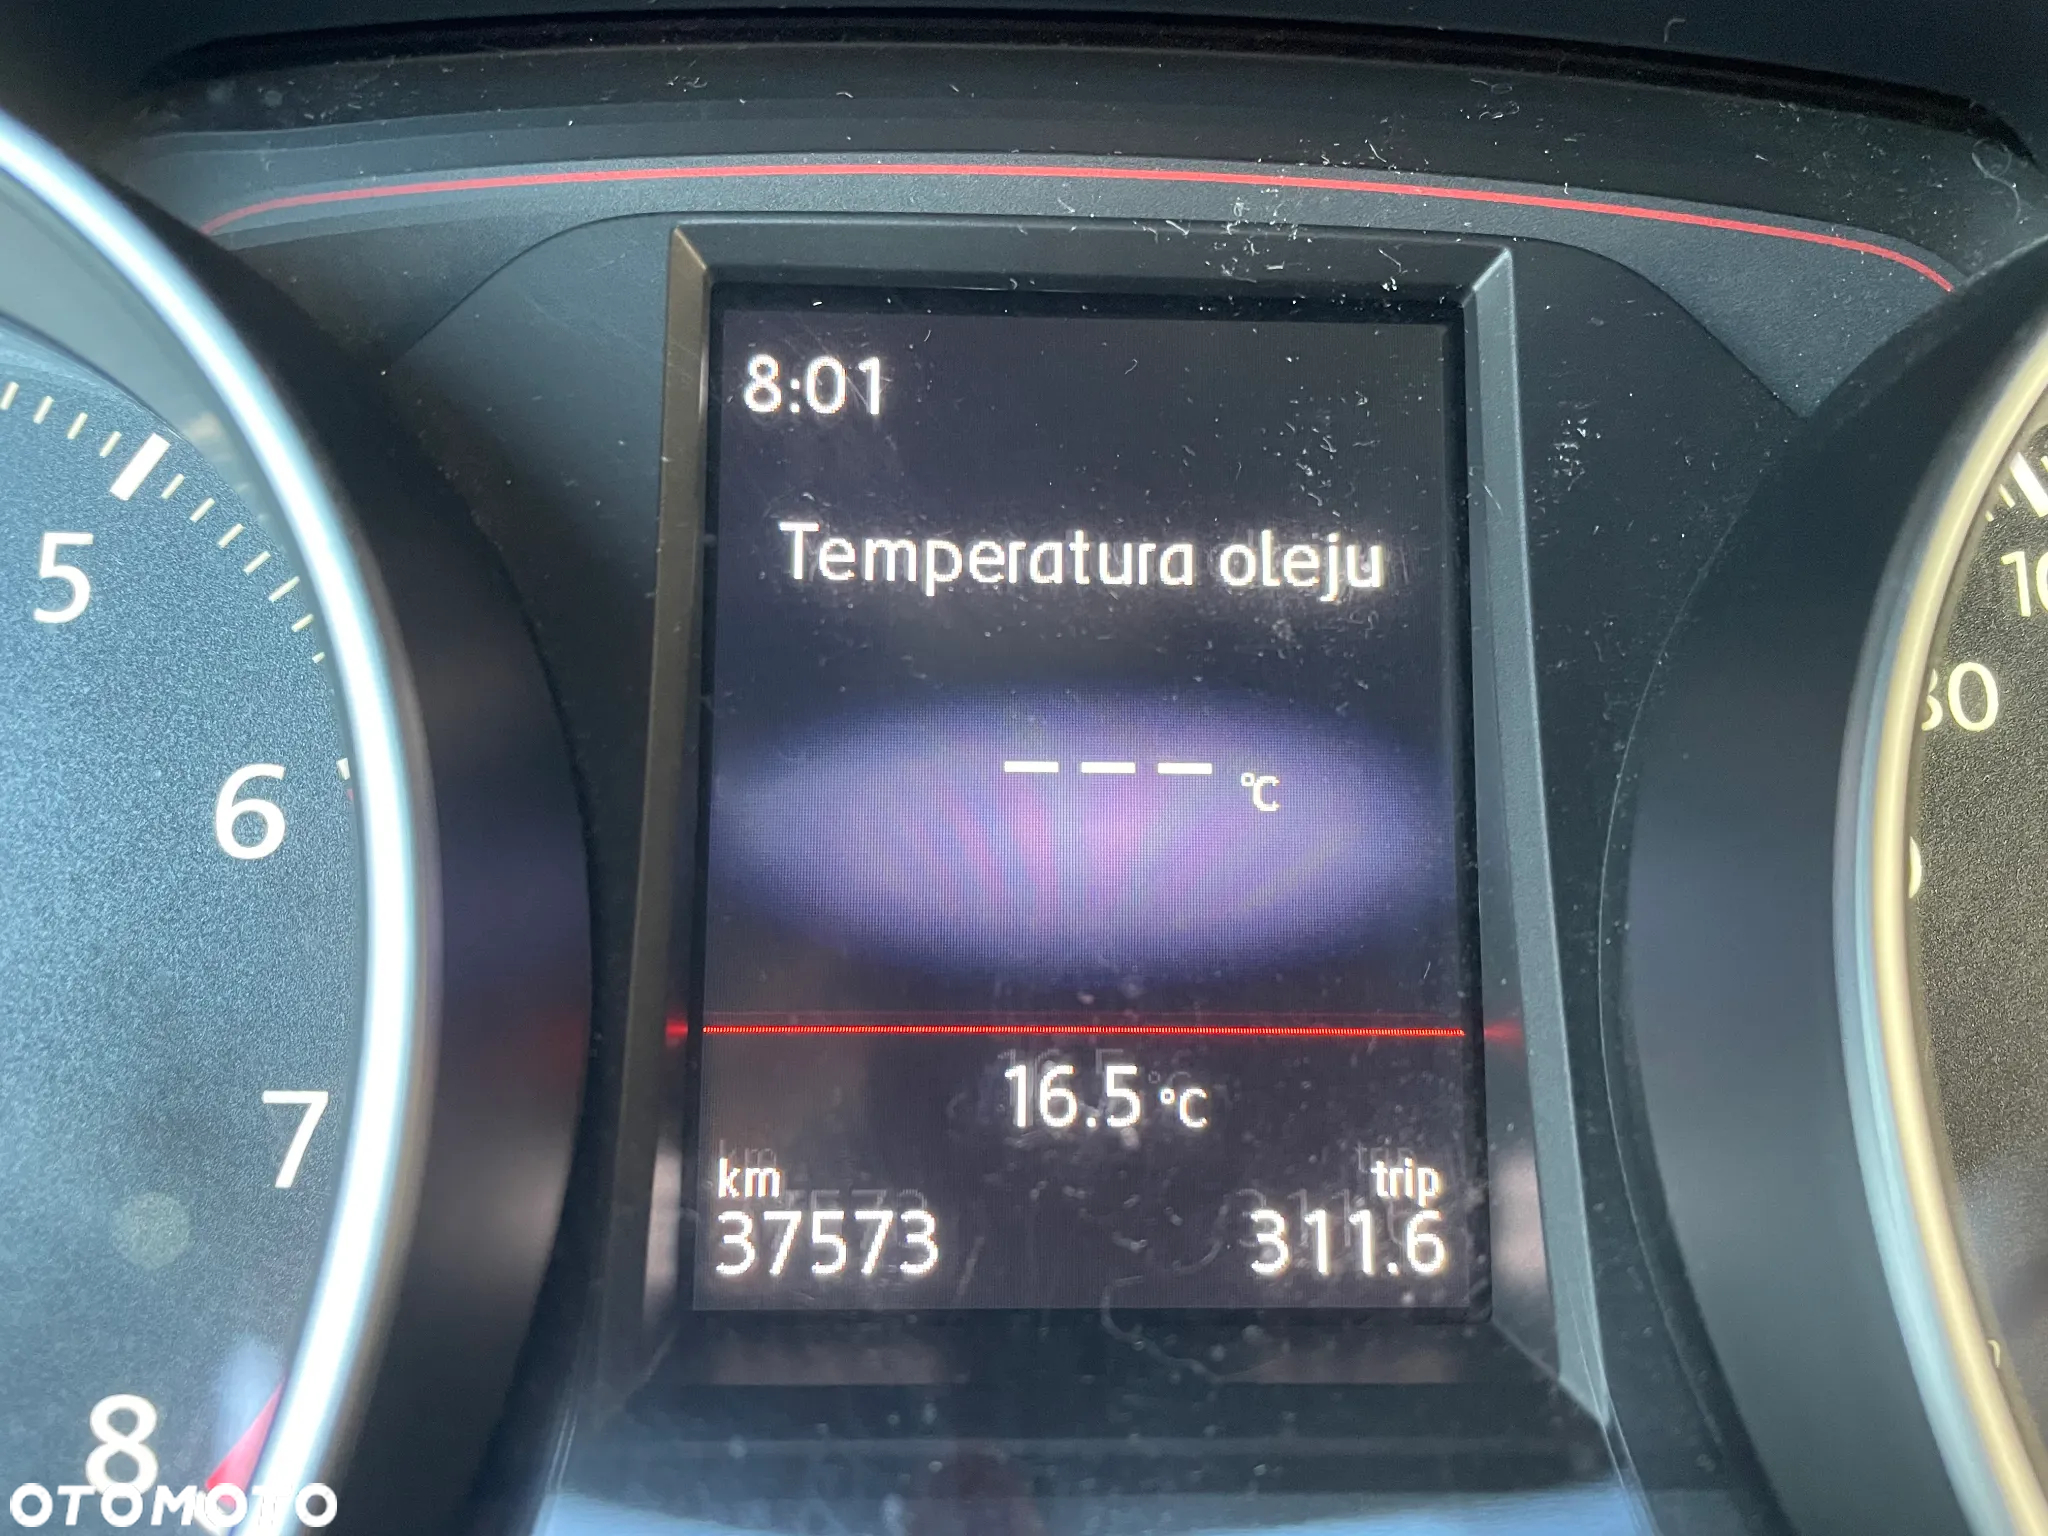 8:01
Temperatura oleju
--- °C
16.5 °C
km
trip
37573
311.6
5
6
7
8
OTOMOTO